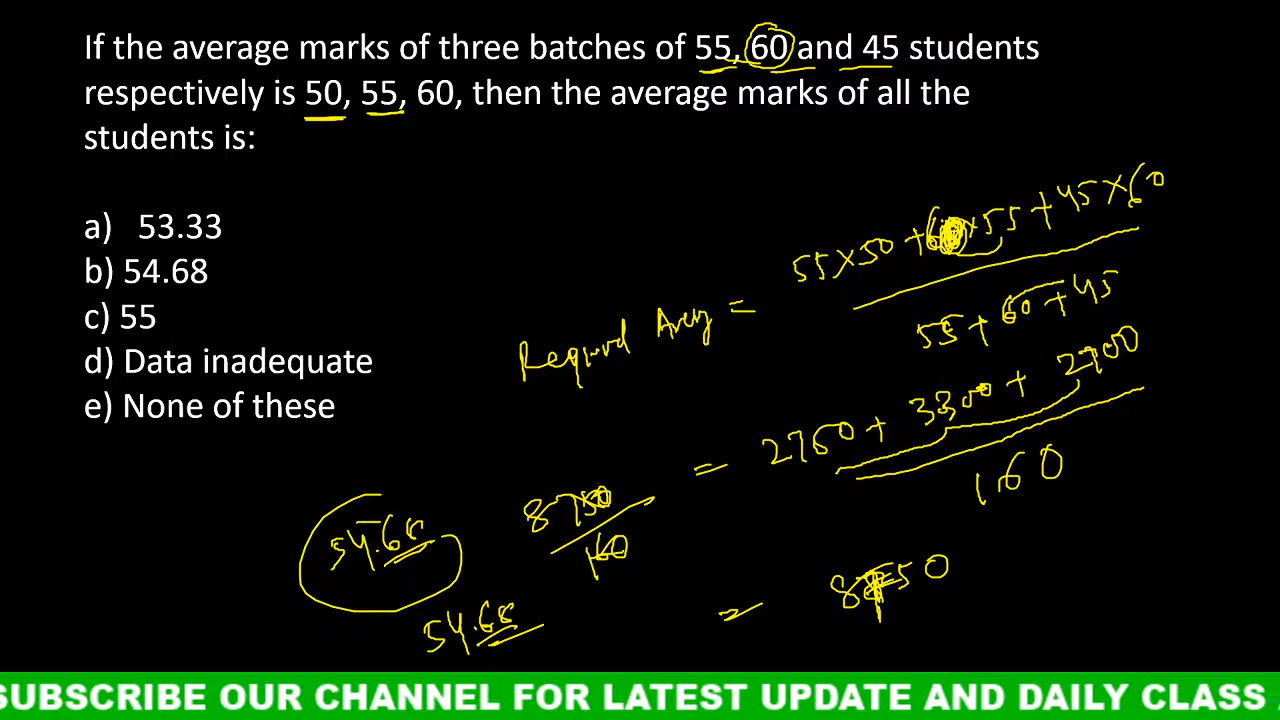 If the average marks of three batches of 55, 60 and 45 students
respectively is 50, 55, 60, then the average marks of all the
students is:
a) 53.33
b) 54.68
c) 55
d) Data inadequate
e) None of these
Required Averg = 55×50+60×55+45×60
55+60+45
= 2750+3300+2700
160
8750
160
54.68
= 8750
54.68
SUBSCRIBE OUR CHANNEL FOR LATEST UPDATE AND DAILY CLASS